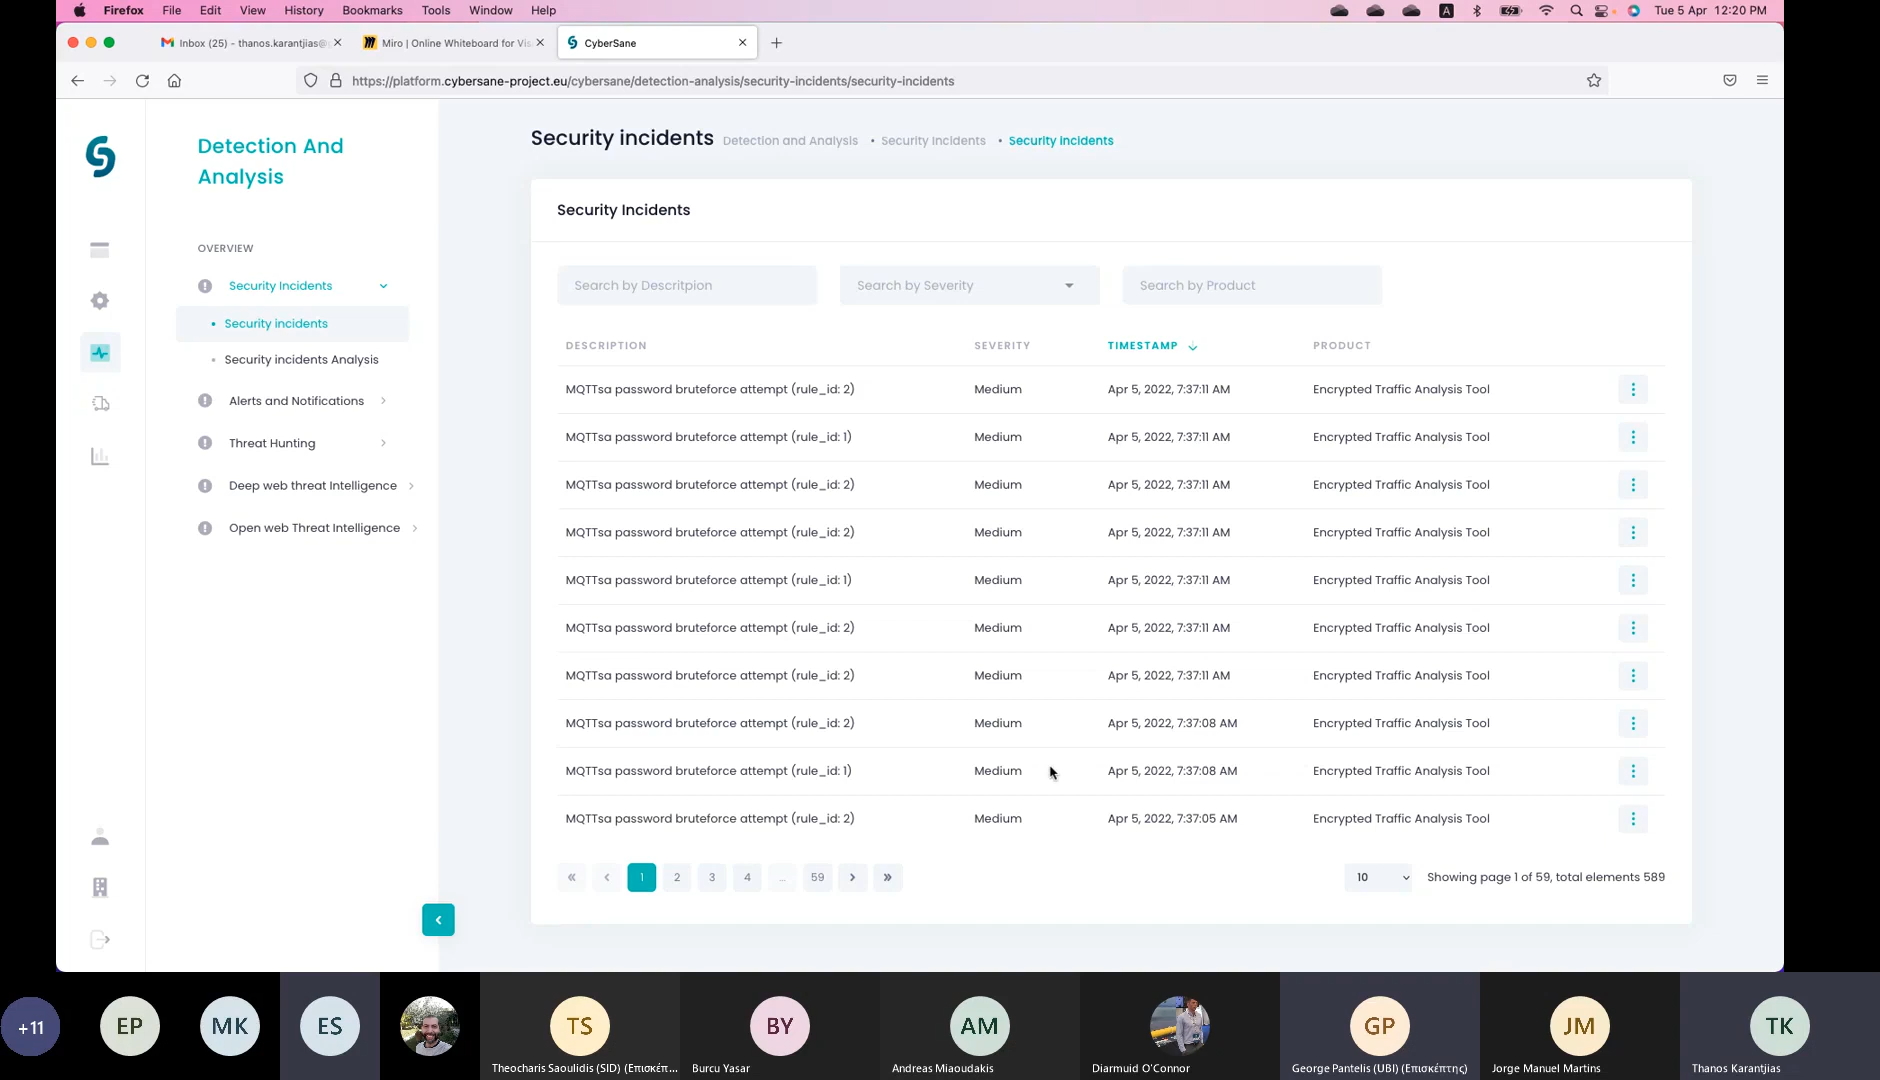 Firefox File Edit View History Bookmarks Tools Window Help A Tue 5 Apr 12:20 PM
Inbox (25) - thanos.karantjias@
Miro | Online Whiteboard for Vis
CyberSane
https://platform.cybersane-project.eu/cybersane/detection-analysis/security-incidents/security-incidents
Detection And
Analysis
OVERVIEW
Security Incidents
• Security incidents
• Security incidents Analysis
Alerts and Notifications
Threat Hunting
Deep web threat Intelligence
Open web Threat Intelligence
Security incidents Detection and Analysis • Security Incidents • Security incidents
Security Incidents
Search by Descritpion Search by Severity Search by Product
DESCRIPTION SEVERITY TIMESTAMP ↓ PRODUCT
MQTTsa password bruteforce attempt (rule_id: 2) Medium Apr 5, 2022, 7:37:11 AM Encrypted Traffic Analysis Tool
MQTTsa password bruteforce attempt (rule_id: 1) Medium Apr 5, 2022, 7:37:11 AM Encrypted Traffic Analysis Tool
MQTTsa password bruteforce attempt (rule_id: 2) Medium Apr 5, 2022, 7:37:11 AM Encrypted Traffic Analysis Tool
MQTTsa password bruteforce attempt (rule_id: 2) Medium Apr 5, 2022, 7:37:11 AM Encrypted Traffic Analysis Tool
MQTTsa password bruteforce attempt (rule_id: 1) Medium Apr 5, 2022, 7:37:11 AM Encrypted Traffic Analysis Tool
MQTTsa password bruteforce attempt (rule_id: 2) Medium Apr 5, 2022, 7:37:11 AM Encrypted Traffic Analysis Tool
MQTTsa password bruteforce attempt (rule_id: 2) Medium Apr 5, 2022, 7:37:11 AM Encrypted Traffic Analysis Tool
MQTTsa password bruteforce attempt (rule_id: 2) Medium Apr 5, 2022, 7:37:08 AM Encrypted Traffic Analysis Tool
MQTTsa password bruteforce attempt (rule_id: 1) Medium Apr 5, 2022, 7:37:08 AM Encrypted Traffic Analysis Tool
MQTTsa password bruteforce attempt (rule_id: 2) Medium Apr 5, 2022, 7:37:05 AM Encrypted Traffic Analysis Tool
« ‹ 1 2 3 4 ... 59 › » 10 Showing page 1 of 59, total elements 589
+11 EP MK ES TS BY AM GP JM TK
Theocharis Saoulidis (SID) (Επισκέπ... Burcu Yasar Andreas Miaoudakis Diarmuid O'Connor George Pantelis (UBI) (Επισκέπτης) Jorge Manuel Martins Thanos Karantjias